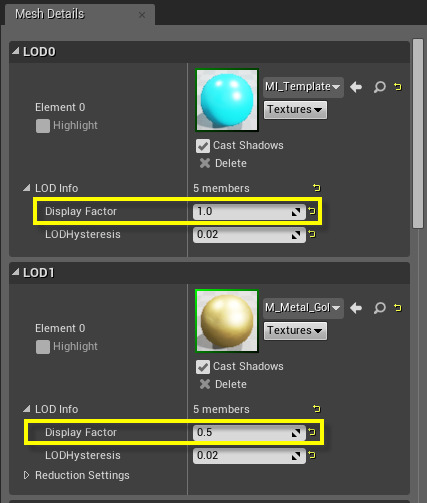 Mesh Details
LOD0
Element 0
Highlight
MI_Template
Textures
Cast Shadows
Delete
LOD Info 5 members
Display Factor 1.0
LODHysteresis 0.02
LOD1
Element 0
Highlight
M_Metal_Gol
Textures
Cast Shadows
Delete
LOD Info 5 members
Display Factor 0.5
LODHysteresis 0.02
Reduction Settings